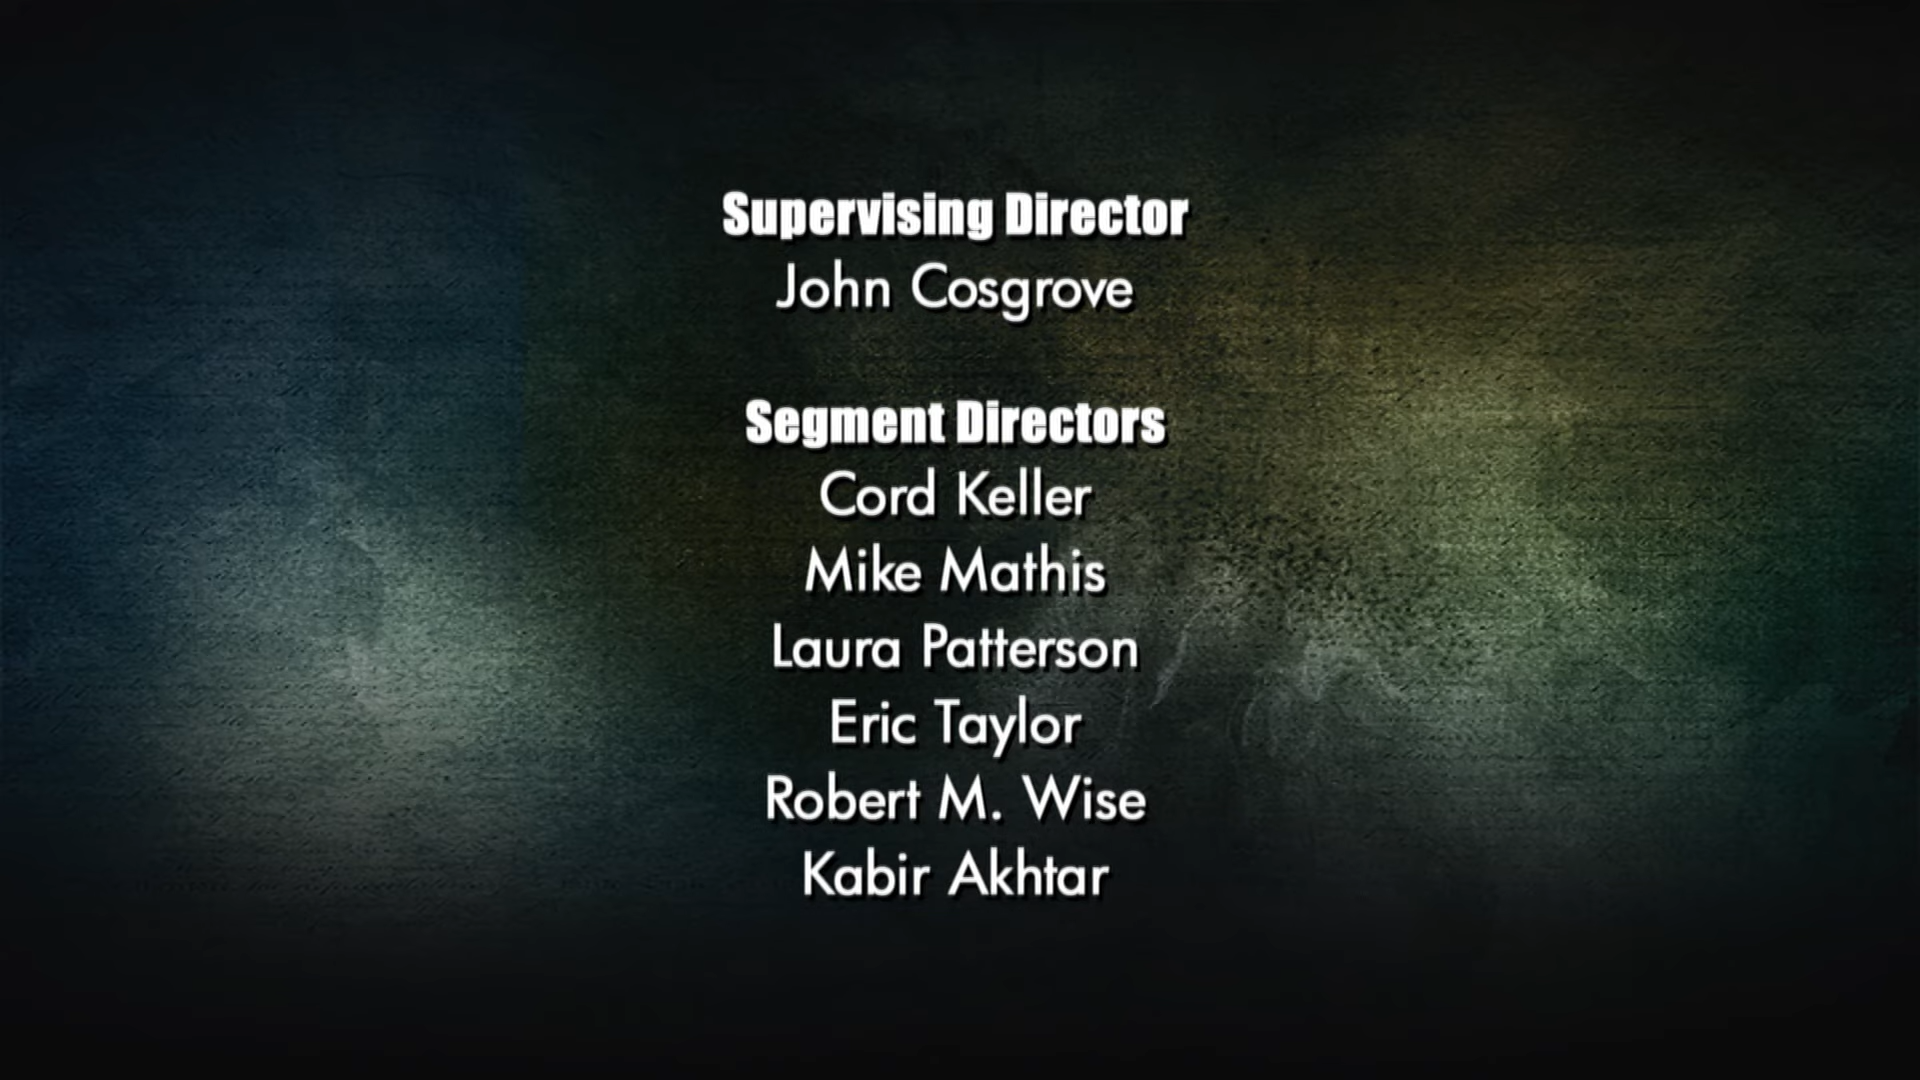 Supervising Director
John Cosgrove
Segment Directors
Cord Keller
Mike Mathis
Laura Patterson
Eric Taylor
Robert M. Wise
Kabir Akhtar